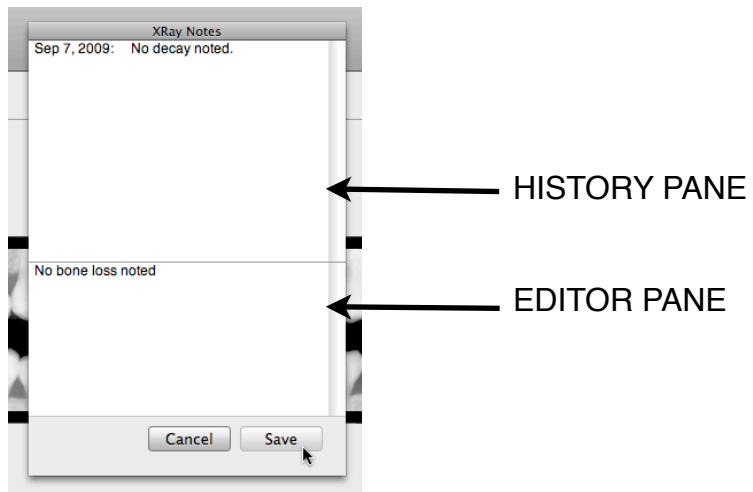 XRay Notes
Sep 7, 2009: No decay noted.
HISTORY PANE
No bone loss noted
EDITOR PANE
Cancel Save